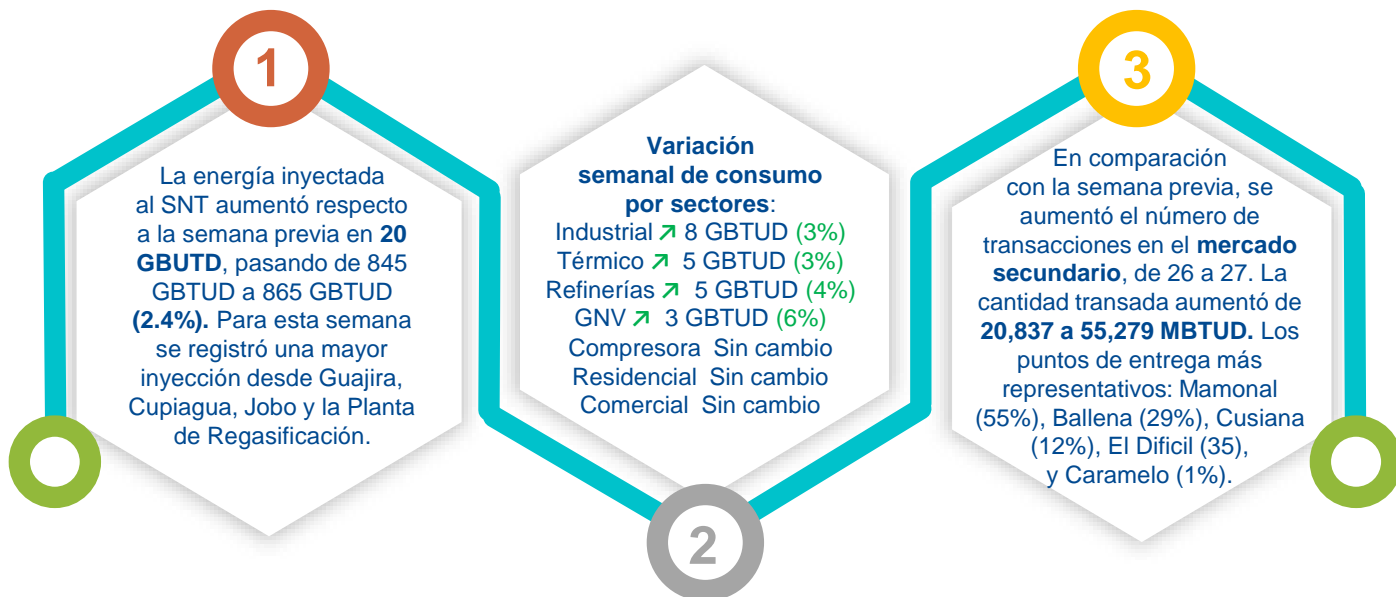 1
La energía inyectada
al SNT aumentó respecto
a la semana previa en 20
GBUTD, pasando de 845
GBTUD a 865 GBTUD
(2.4%). Para esta semana
se registró una mayor
inyección desde Guajira,
Cupiagua, Jobo y la Planta
de Regasificación.
Variación
semanal de consumo
por sectores:
Industrial ↗ 8 GBTUD (3%)
Térmico ↗ 5 GBTUD (3%)
Refinerías ↗ 5 GBTUD (4%)
GNV ↗ 3 GBTUD (6%)
Compresora Sin cambio
Residencial Sin cambio
Comercial Sin cambio
2
3
En comparación
con la semana previa, se
aumentó el número de
transacciones en el mercado
secundario, de 26 a 27. La
cantidad transada aumentó de
20,837 a 55,279 MBTUD. Los
puntos de entrega más
representativos: Mamonal
(55%), Ballena (29%), Cusiana
(12%), El Dificil (35),
y Caramelo (1%).